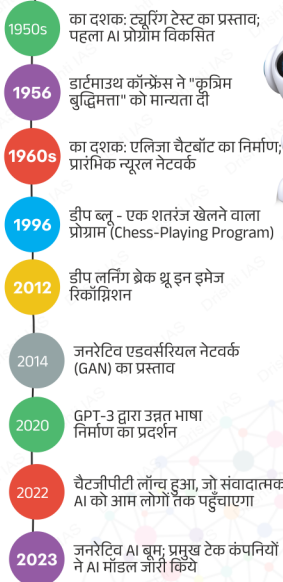 1950s
का दशक: ट्यूरिंग टेस्ट का प्रस्ताव;
पहला AI प्रोग्राम विकसित
1956
डार्टमाउथ कॉन्फ्रेंस ने "कृत्रिम
बुद्धिमत्ता" को मान्यता दी
1960s
का दशक: एलिजा चैटबॉट का निर्माण;
प्रारंभिक न्यूरल नेटवर्क
1996
डीप ब्लू - एक शतरंज खेलने वाला
प्रोग्राम (Chess-Playing Program)
2012
डीप लर्निंग ब्रेक थ्रू इन इमेज
रिकॉग्निशन
2014
जनरेटिव एडवर्सरियल नेटवर्क
(GAN) का प्रस्ताव
2020
GPT-3 द्वारा उन्नत भाषा
निर्माण का प्रदर्शन
2022
चैटजीपीटी लॉन्च हुआ, जो संवादात्मक
AI को आम लोगों तक पहुँचाएगा
2023
जनरेटिव AI बूम; प्रमुख टेक कंपनियों
ने AI मॉडल जारी किये